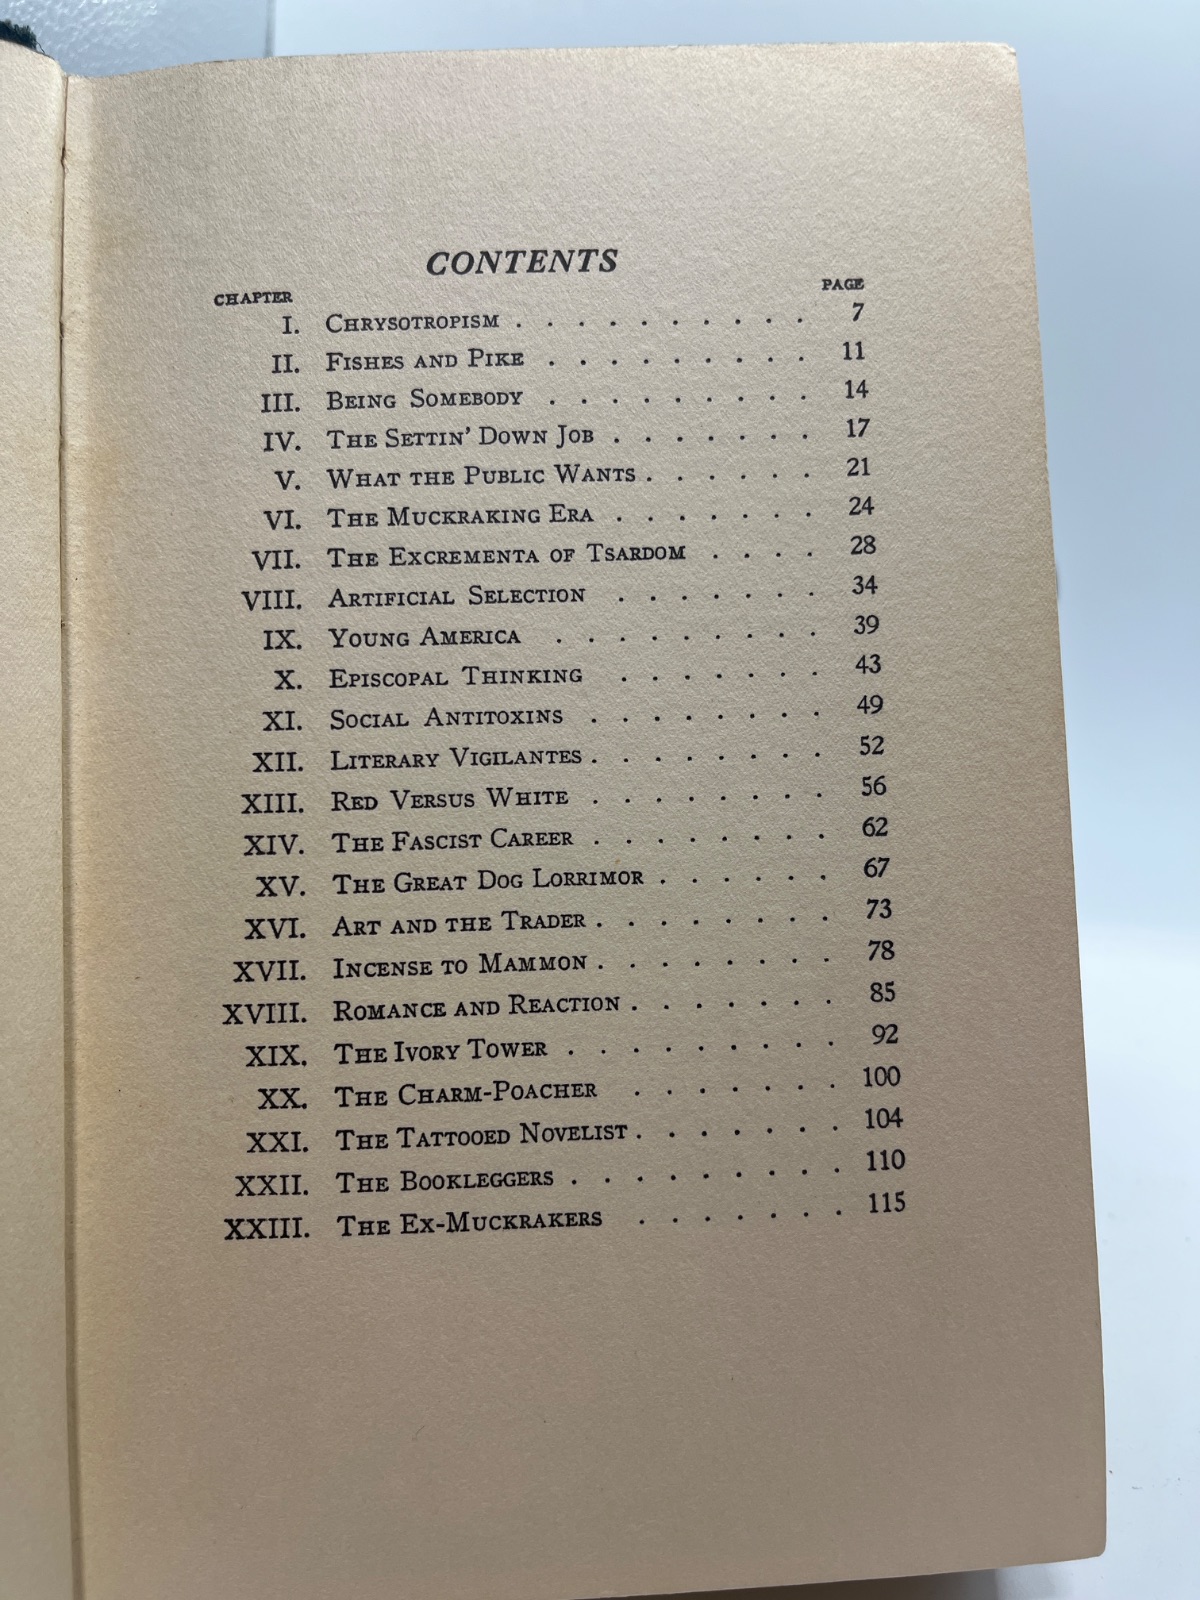 CONTENTS
CHAPTER PAGE
I. CHRYSOTROPISM . . . . . . . . . . 7
II. FISHES AND PIKE . . . . . . . . . 11
III. BEING SOMEBODY . . . . . . . . . 14
IV. THE SETTIN' DOWN JOB . . . . . . . 17
V. WHAT THE PUBLIC WANTS . . . . . . 21
VI. THE MUCKRAKING ERA . . . . . . . 24
VII. THE EXCREMENTA OF TSARDOM . . . . 28
VIII. ARTIFICIAL SELECTION . . . . . . . 34
IX. YOUNG AMERICA . . . . . . . . . 39
X. EPISCOPAL THINKING . . . . . . . 43
XI. SOCIAL ANTITOXINS . . . . . . . . 49
XII. LITERARY VIGILANTES . . . . . . . . 52
XIII. RED VERSUS WHITE . . . . . . . . 56
XIV. THE FASCIST CAREER . . . . . . . . 62
XV. THE GREAT DOG LORRIMOR . . . . . . 67
XVI. ART AND THE TRADER . . . . . . . . 73
XVII. INCENSE TO MAMMON . . . . . . . . 78
XVIII. ROMANCE AND REACTION . . . . . . . 85
XIX. THE IVORY TOWER . . . . . . . . . 92
XX. THE CHARM-POACHER . . . . . . . 100
XXI. THE TATTOOED NOVELIST . . . . . . . 104
XXII. THE BOOKLEGGERS . . . . . . . . . 110
XXIII. THE EX-MUCKRAKERS . . . . . . . 115